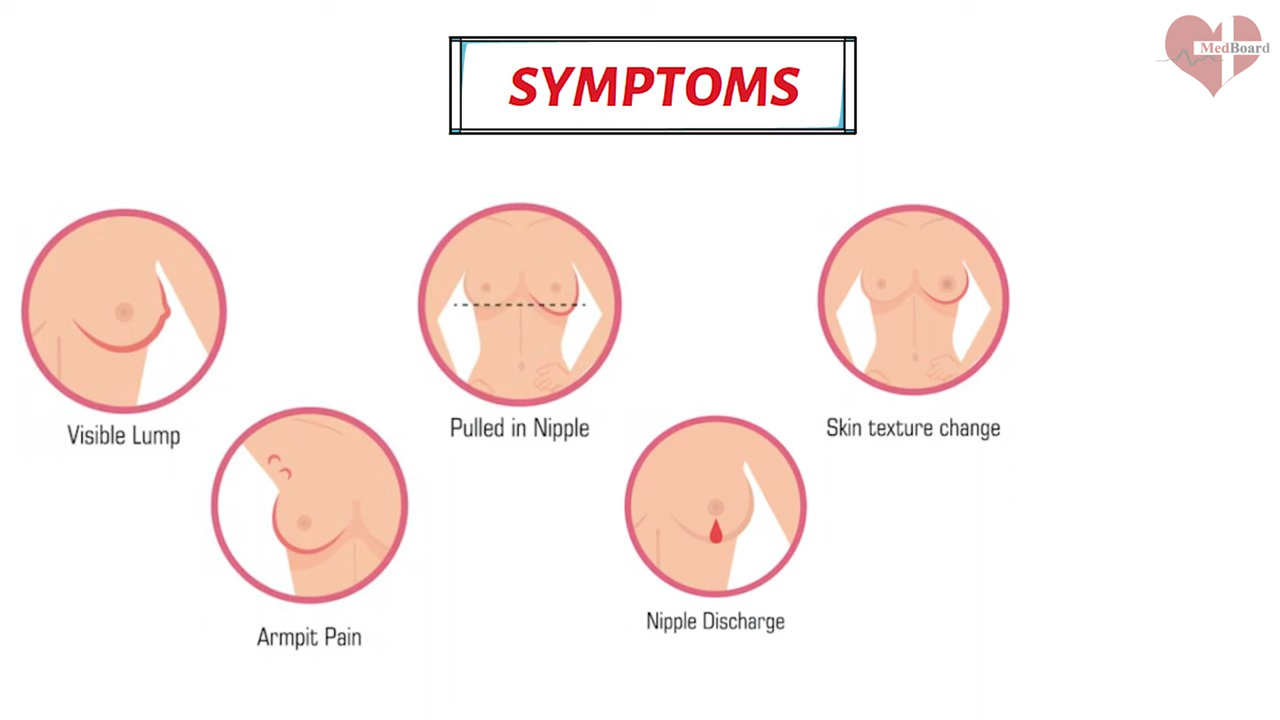 MedBoard
SYMPTOMS
Visible Lump
Pulled in Nipple
Skin texture change
Armpit Pain
Nipple Discharge